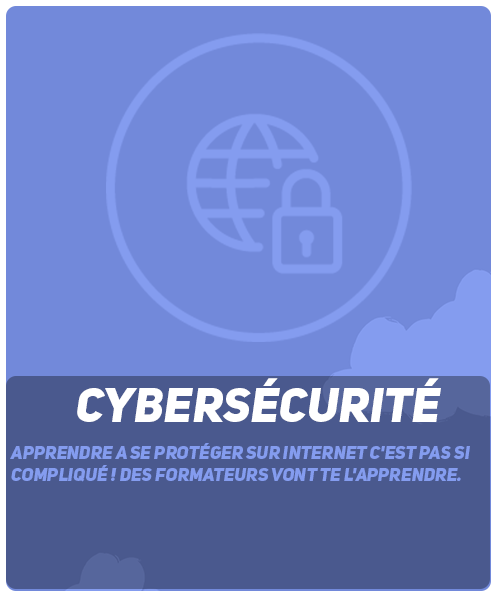 CYBERSÉCURITÉ
APPRENDRE A SE PROTÉGER SUR INTERNET C'EST PAS SI
COMPLIQUÉ ! DES FORMATEURS VONT TE L'APPRENDRE.